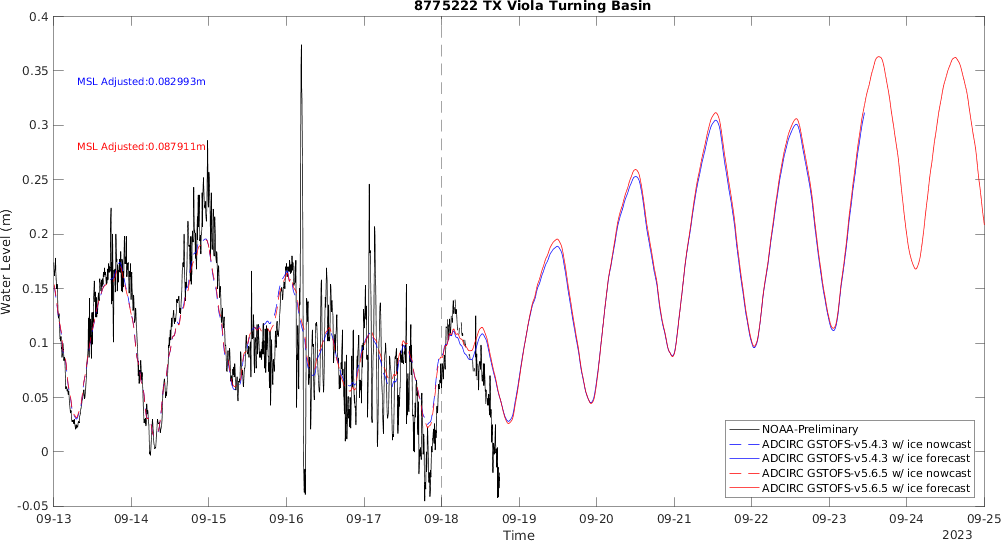 8775222 TX Viola Turning Basin
0.4
0.35
0.3
0.25
0.2
0.15
0.1
0.05
0
-0.05
Water Level (m)
MSL Adjusted:0.082993m
MSL Adjusted:0.087911m
NOAA-Preliminary
ADCIRC GSTOFS-v5.4.3 w/ ice nowcast
ADCIRC GSTOFS-v5.4.3 w/ ice forecast
ADCIRC GSTOFS-v5.6.5 w/ ice nowcast
ADCIRC GSTOFS-v5.6.5 w/ ice forecast
09-13 09-14 09-15 09-16 09-17 09-18 09-19 09-20 09-21 09-22 09-23 09-24 09-25
Time
2023